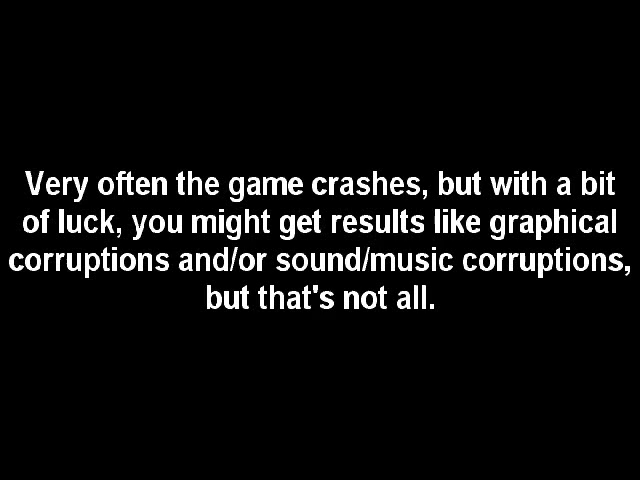 Very often the game crashes, but with a bit
of luck, you might get results like graphical
corruptions and/or sound/music corruptions,
but that's not all.